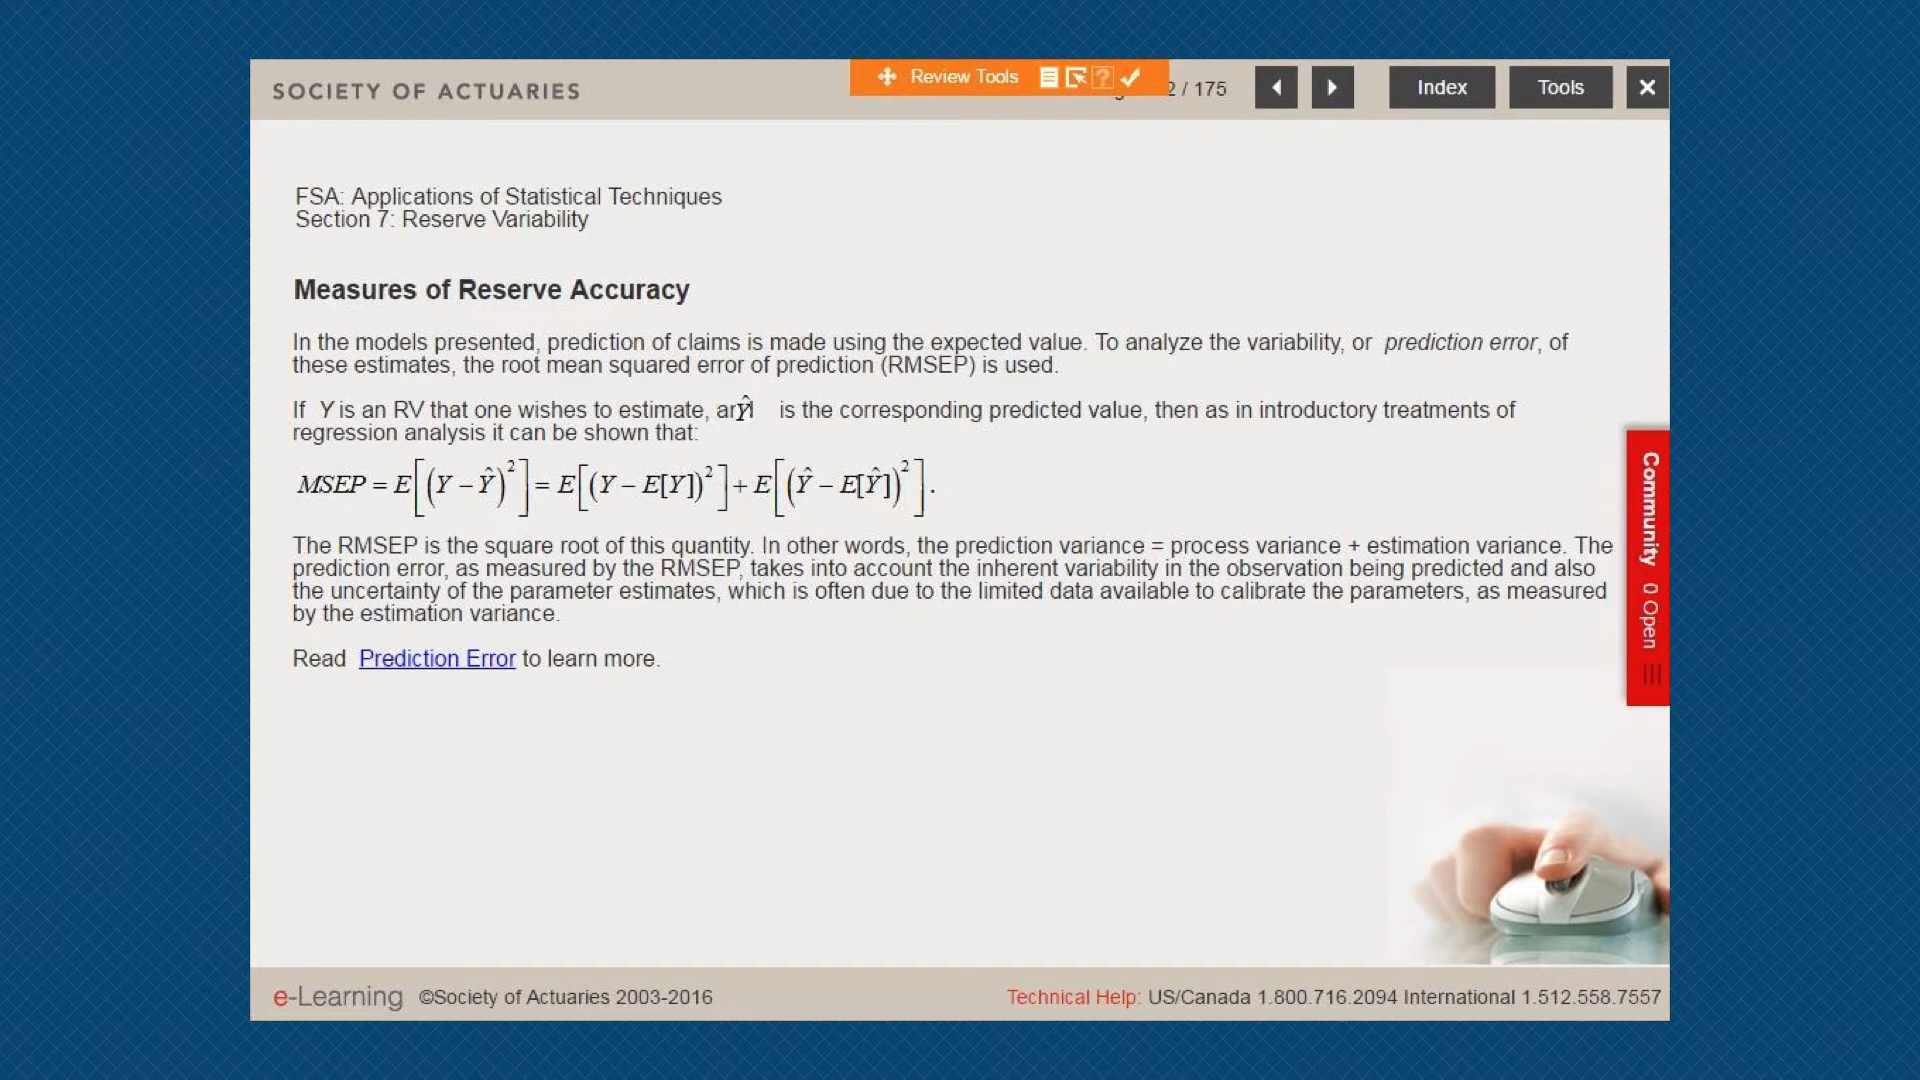 SOCIETY OF ACTUARIES
Review Tools
2 / 175
Index
Tools
FSA: Applications of Statistical Techniques
Section 7: Reserve Variability
Measures of Reserve Accuracy
In the models presented, prediction of claims is made using the expected value. To analyze the variability, or prediction error, of
these estimates, the root mean squared error of prediction (RMSEP) is used.
If Y is an RV that one wishes to estimate, and Ŷ is the corresponding predicted value, then as in introductory treatments of
regression analysis it can be shown that:
MSEP = E[(Y − Ŷ)²] = E[(Y − E[Y])²] + E[(Ŷ − E[Ŷ])²].
The RMSEP is the square root of this quantity. In other words, the prediction variance = process variance + estimation variance. The
prediction error, as measured by the RMSEP, takes into account the inherent variability in the observation being predicted and also
the uncertainty of the parameter estimates, which is often due to the limited data available to calibrate the parameters, as measured
by the estimation variance.
Read Prediction Error to learn more.
Community 0 Open
e-Learning ©Society of Actuaries 2003-2016
Technical Help: US/Canada 1.800.716.2094 International 1.512.558.7557